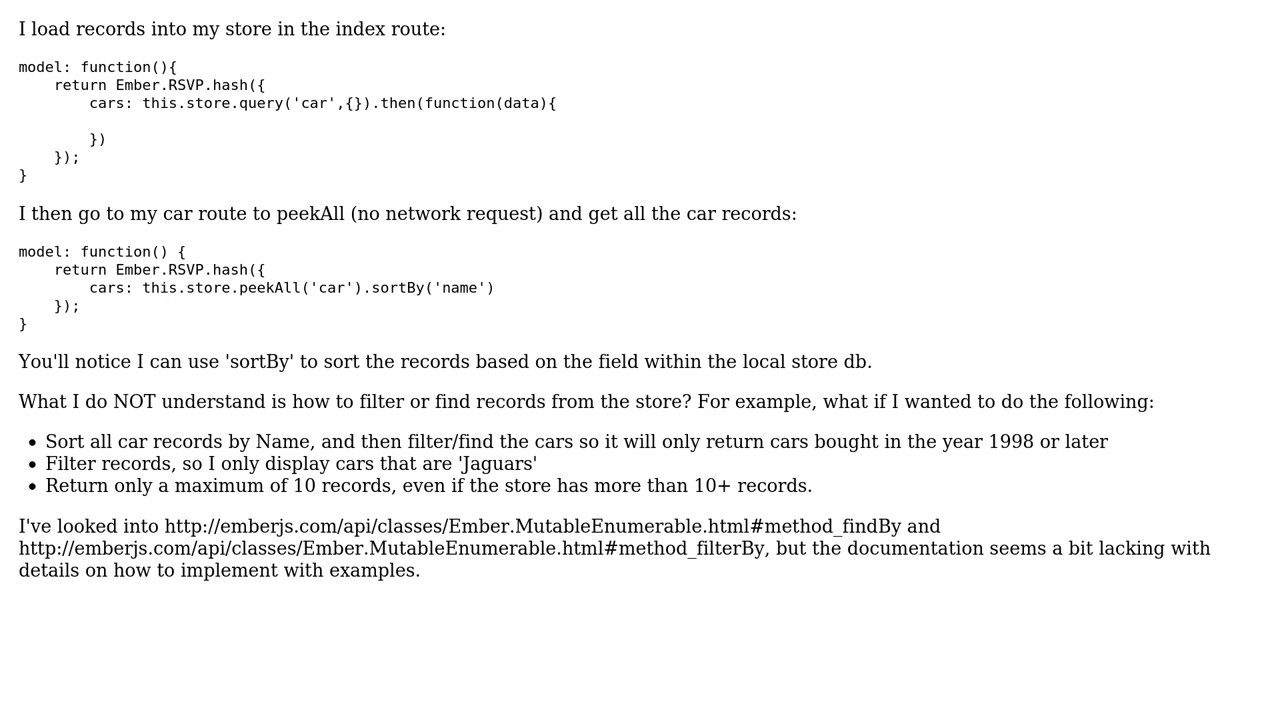 I load records into my store in the index route:
model: function(){
    return Ember.RSVP.hash({
        cars: this.store.query('car',{}).then(function(data){

        })
    });
}
I then go to my car route to peekAll (no network request) and get all the car records:
model: function() {
    return Ember.RSVP.hash({
        cars: this.store.peekAll('car').sortBy('name')
    });
}
You'll notice I can use 'sortBy' to sort the records based on the field within the local store db.
What I do NOT understand is how to filter or find records from the store? For example, what if I wanted to do the following:
• Sort all car records by Name, and then filter/find the cars so it will only return cars bought in the year 1998 or later
• Filter records, so I only display cars that are 'Jaguars'
• Return only a maximum of 10 records, even if the store has more than 10+ records.
I've looked into http://emberjs.com/api/classes/Ember.MutableEnumerable.html#method_findBy and
http://emberjs.com/api/classes/Ember.MutableEnumerable.html#method_filterBy, but the documentation seems a bit lacking with
details on how to implement with examples.